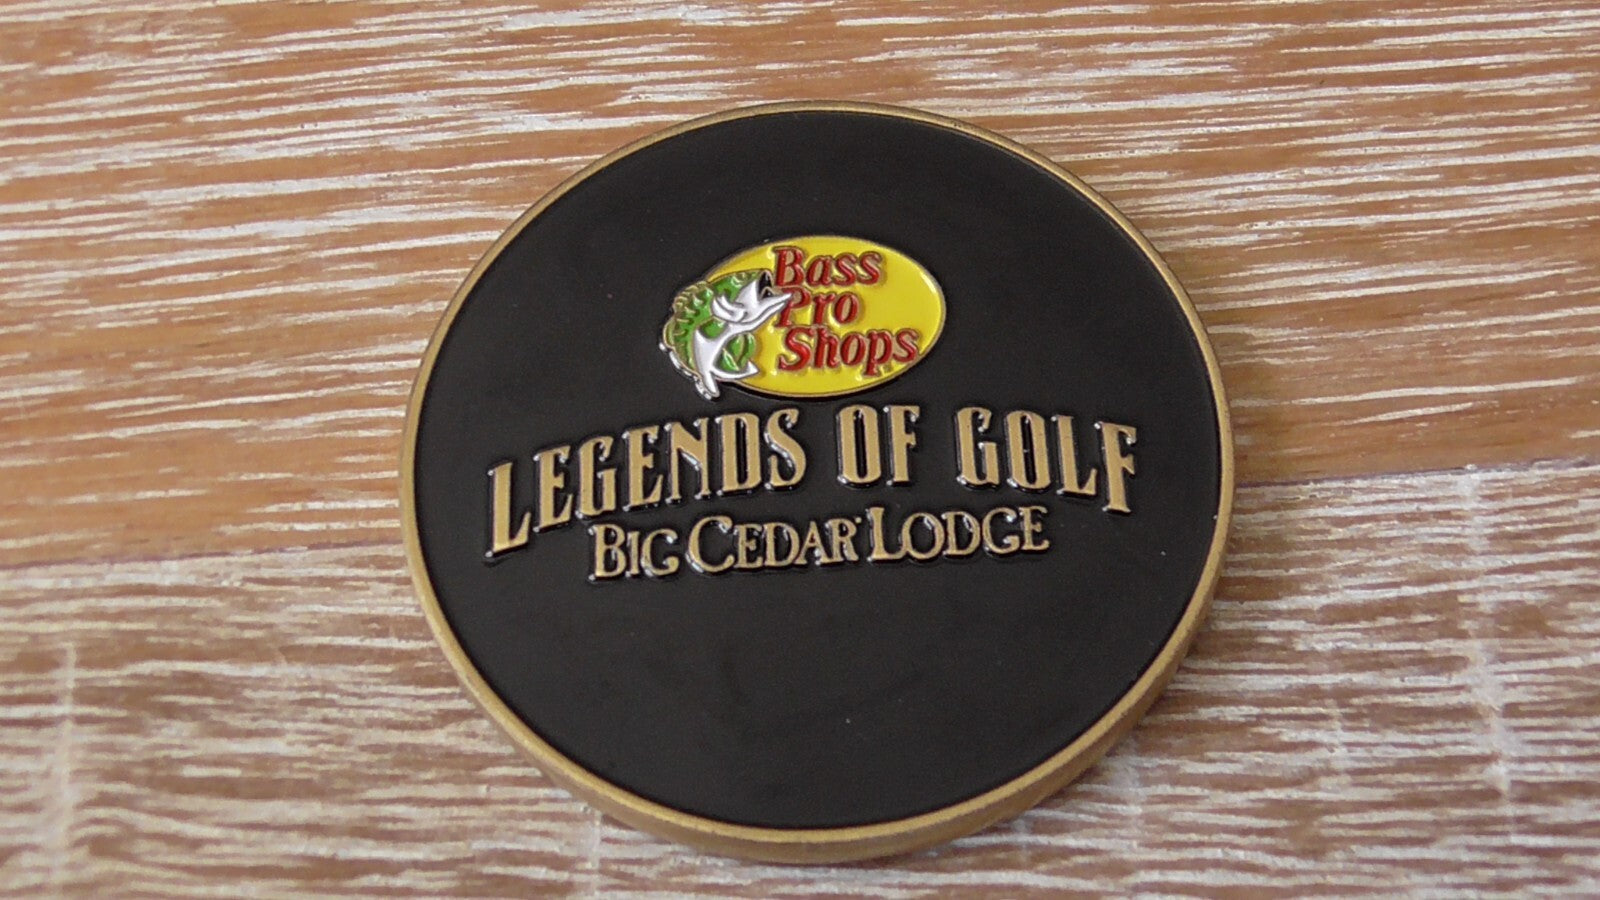 Bass
Pro
Shops
LEGENDS OF GOLF
BIG CEDAR LODGE